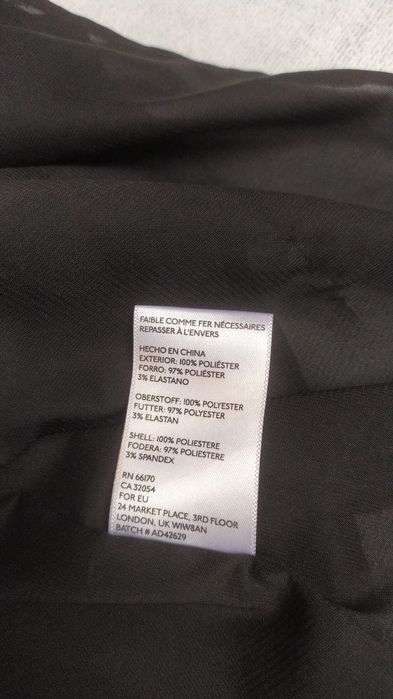 FAIBLE COMME FER NÉCESSAIRES
REPASSER À L'ENVERS
HECHO EN CHINA
EXTERIOR: 100% POLIÉSTER
FORRO: 97% POLIÉSTER
3% ELASTANO
OBERSTOFF: 100% POLYESTER
FUTTER: 97% POLYESTER
3% ELASTAN
SHELL: 100% POLIESTERE
FODERA: 97% POLIESTERE
3% SPANDEX
RN 66170
CA 32054
FOR EU
24 MARKET PLACE, 3RD FLOOR
LONDON, UK W1W8AN
BATCH # AD42629